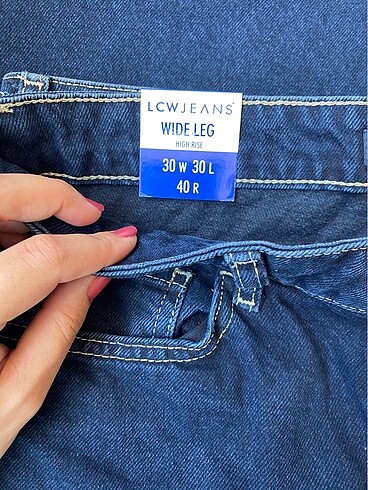 LCWJEANS
WIDE LEG
HIGH RISE
30 W 30 L
40 R